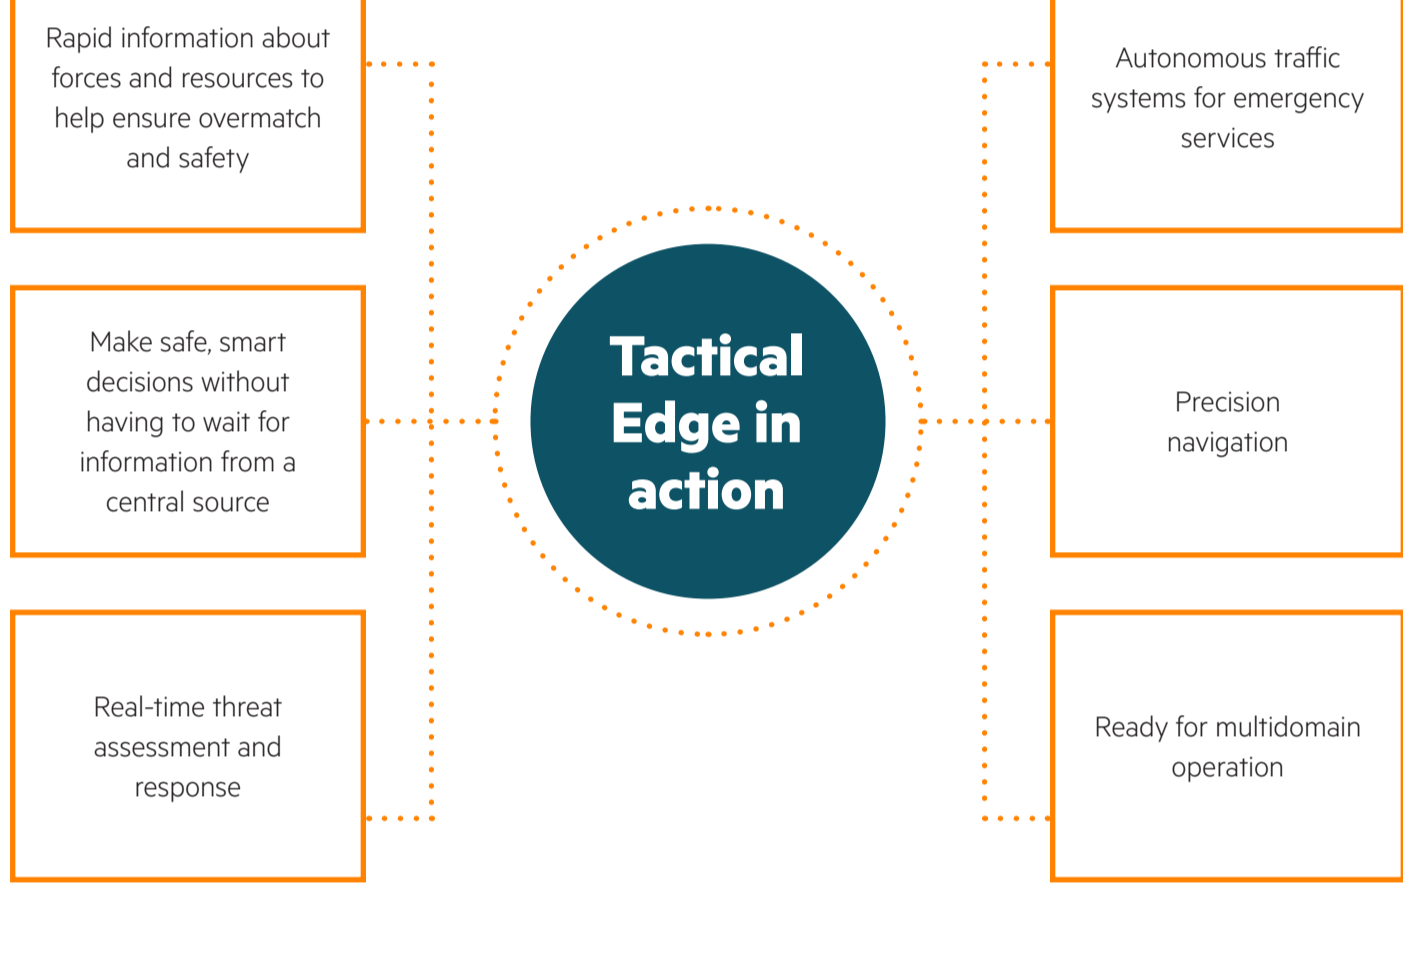 Rapid information about
forces and resources to
help ensure overmatch
and safety
Make safe, smart
decisions without
having to wait for
information from a
central source
Real-time threat
assessment and
response
Tactical
Edge in
action
Autonomous traffic
systems for emergency
services
Precision
navigation
Ready for multidomain
operation